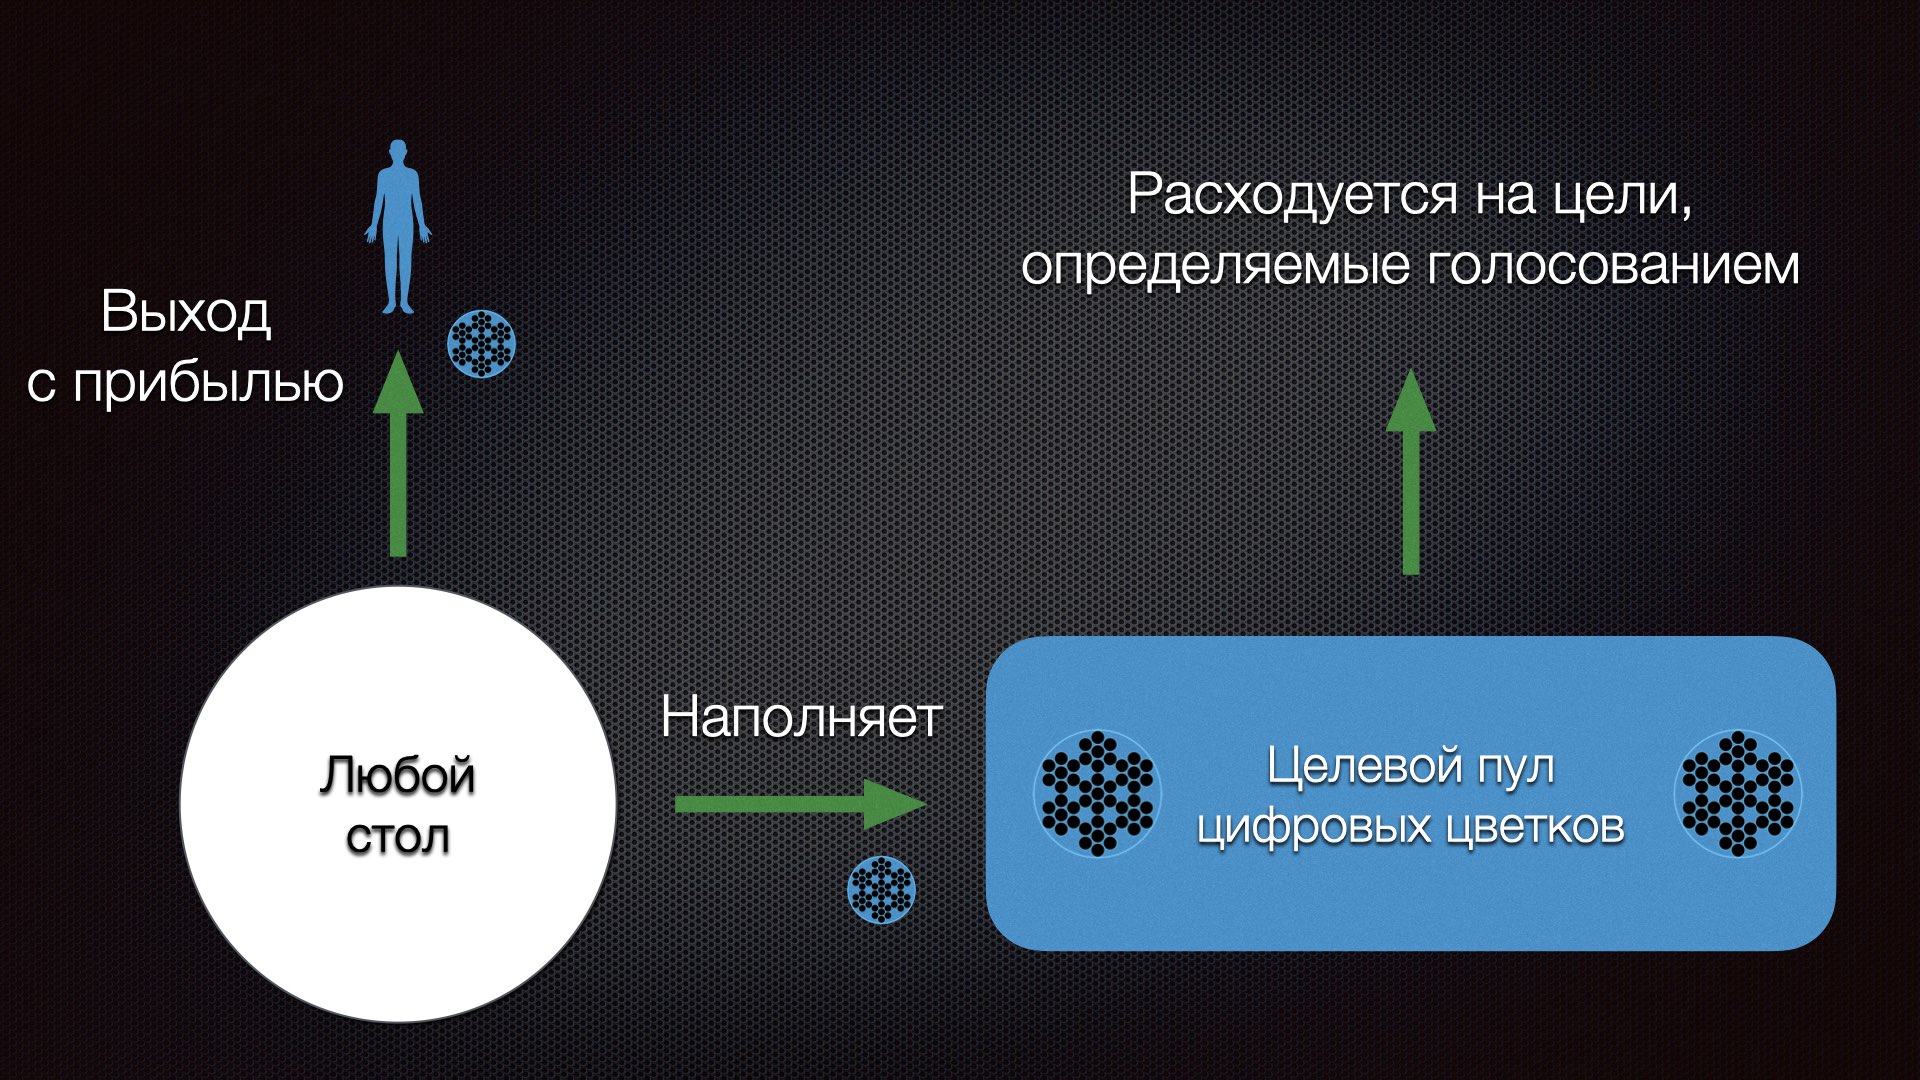 Расходуется на цели,
определяемые голосованием
Выход
с прибылью
Наполняет
Любой
стол
Целевой пул
цифровых цветков